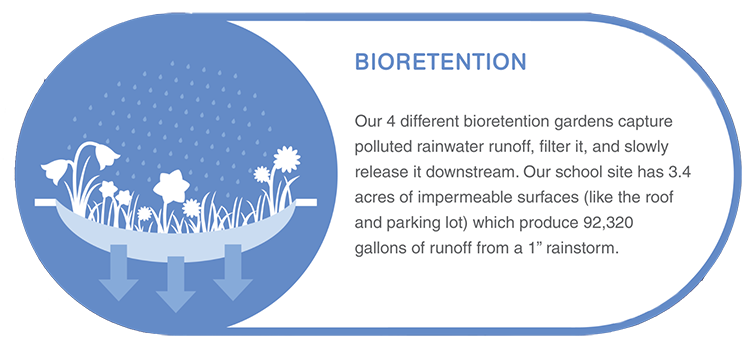 BIORETENTION
Our 4 different bioretention gardens capture
polluted rainwater runoff, filter it, and slowly
release it downstream. Our school site has 3.4
acres of impermeable surfaces (like the roof
and parking lot) which produce 92,320
gallons of runoff from a 1” rainstorm.